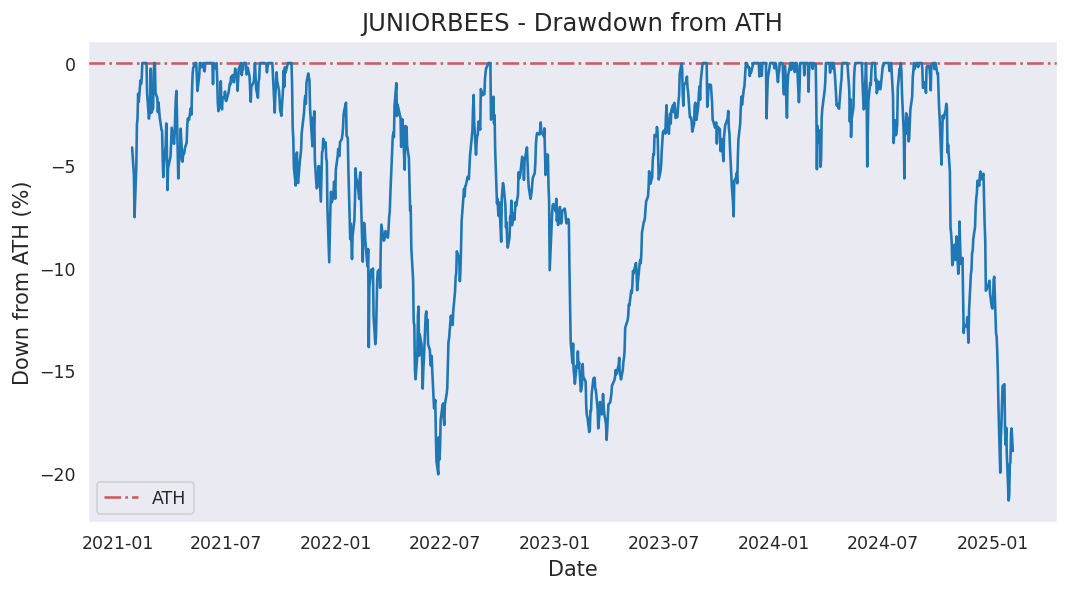 JUNIORBEES - Drawdown from ATH
Down from ATH (%)
0
−5
−10
−15
−20
ATH
2021-01 2021-07 2022-01 2022-07 2023-01 2023-07 2024-01 2024-07 2025-01
Date